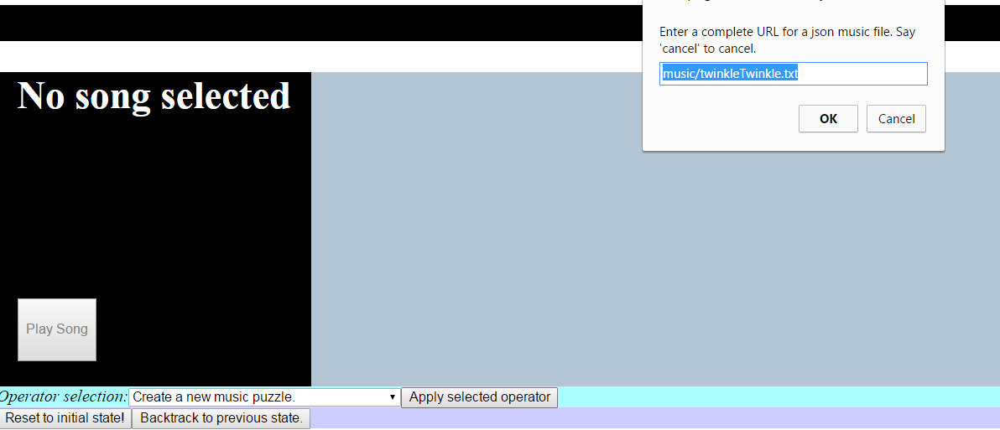 Enter a complete URL for a json music file. Say
'cancel' to cancel.
music/twinkleTwinkle.txt
OK Cancel
No song selected
Play Song
Operator selection: Create a new music puzzle. Apply selected operator
Reset to initial state! Backtrack to previous state.